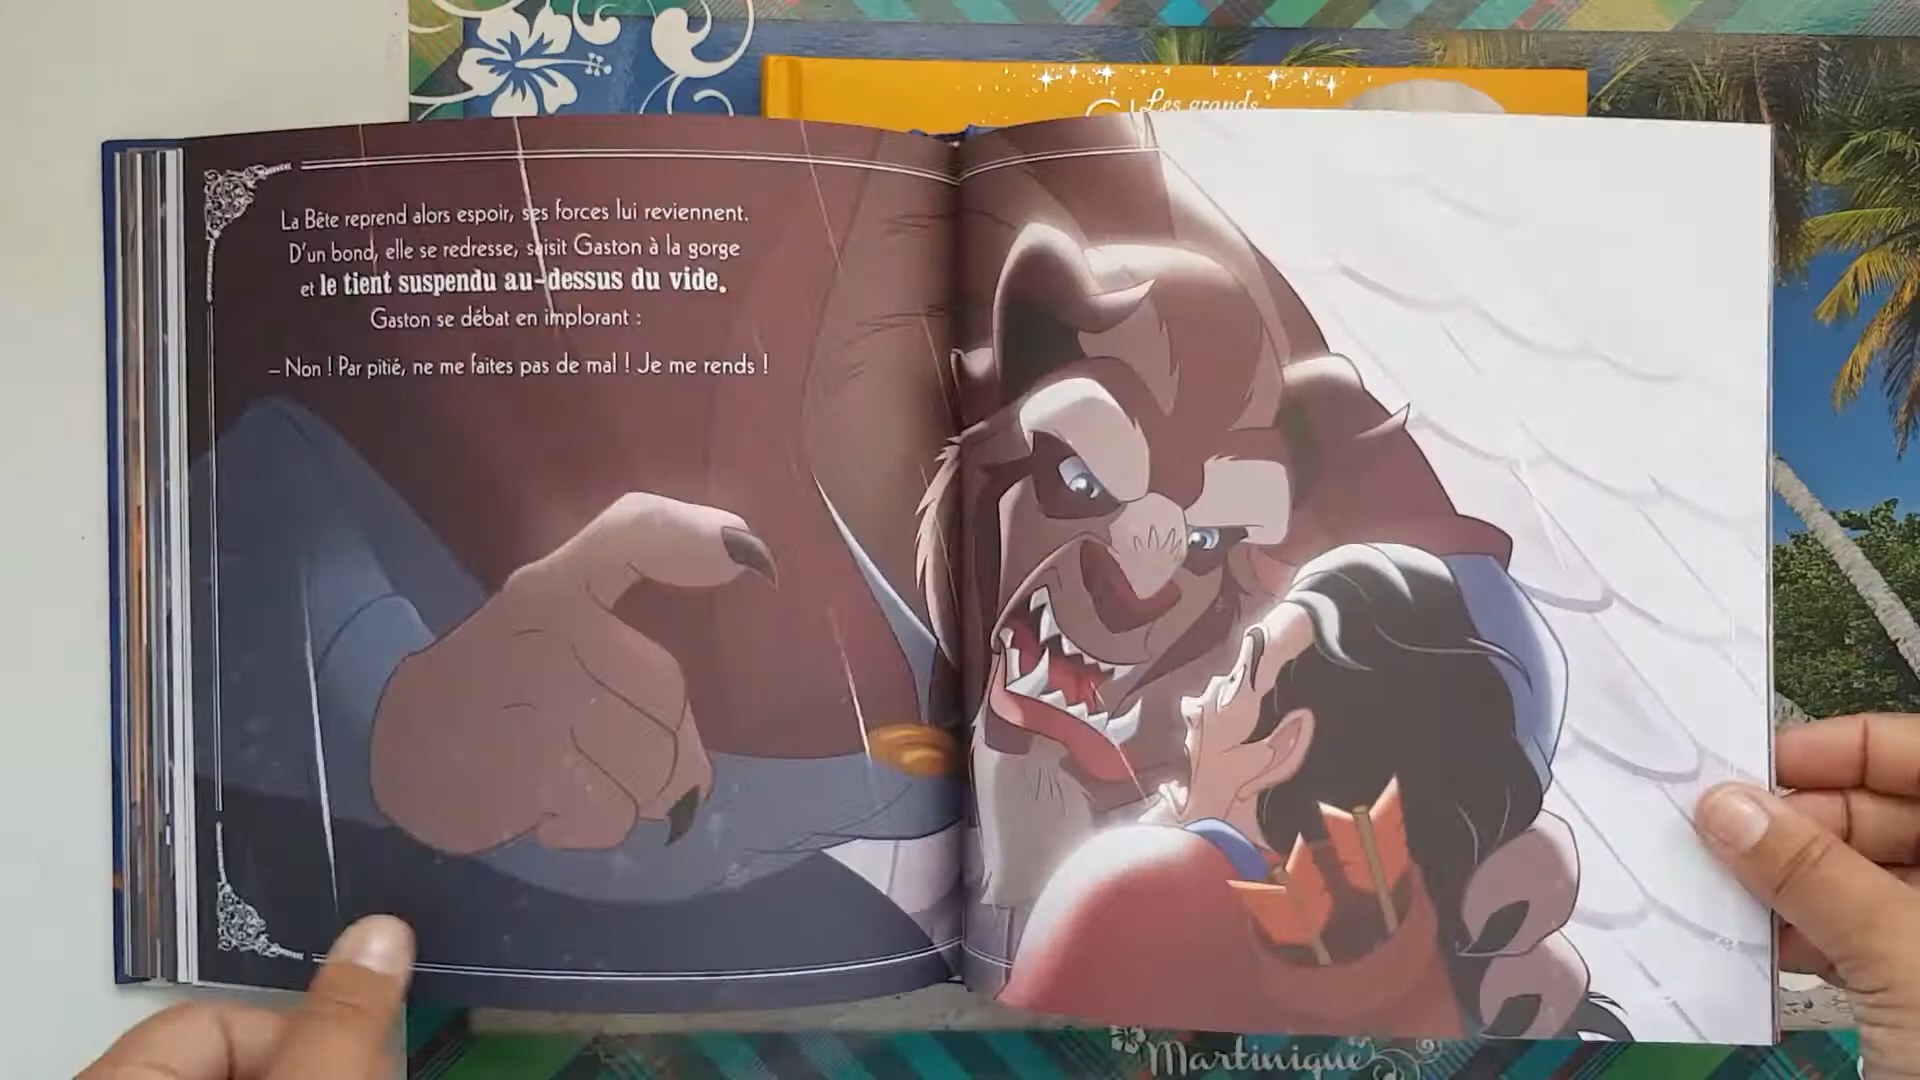 Les grands
La Bête reprend alors espoir, ses forces lui reviennent.
D'un bond, elle se redresse, saisit Gaston à la gorge
et le tient suspendu au-dessus du vide.
Gaston se débat en implorant :
– Non ! Par pitié, ne me faites pas de mal ! Je me rends !
Martinique